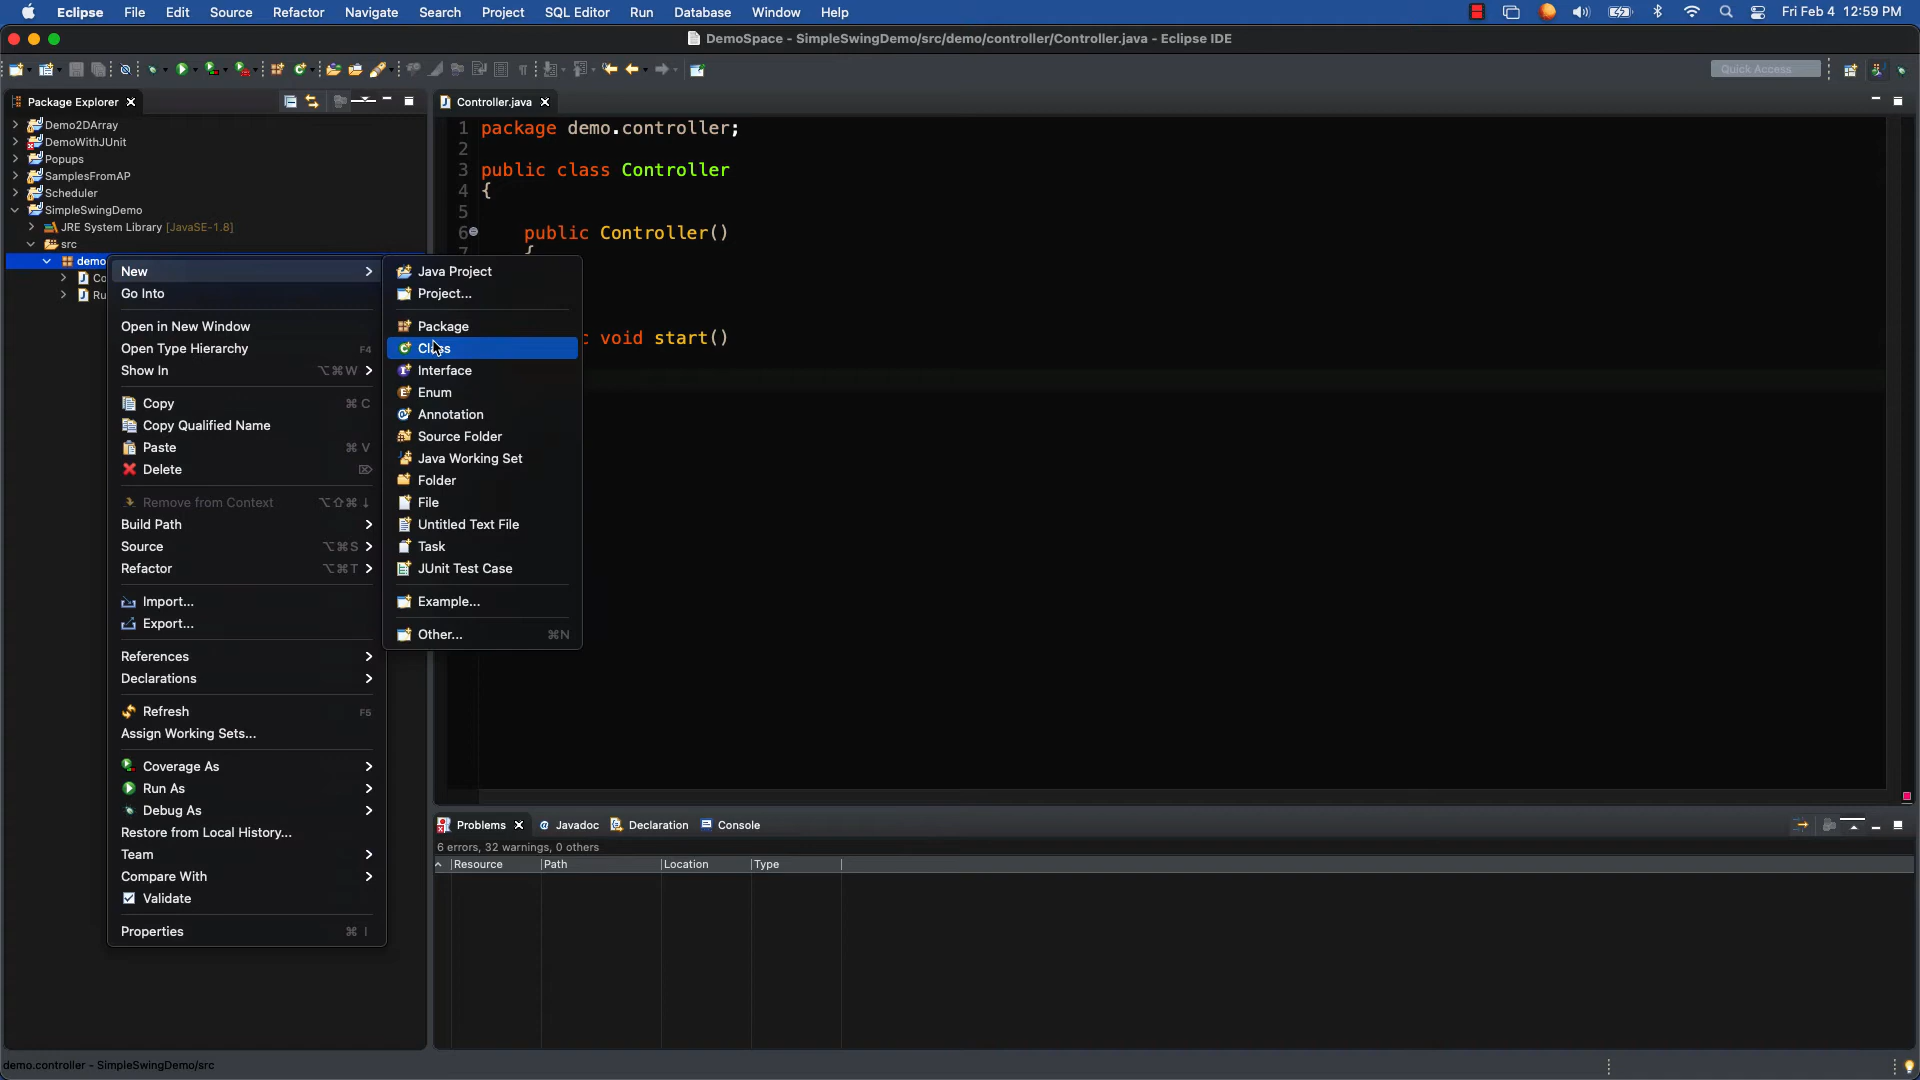 Eclipse File Edit Source Refactor Navigate Search Project SQL Editor Run Database Window Help Fri Feb 4 12:59 PM
DemoSpace - SimpleSwingDemo/src/demo/controller/Controller.java - Eclipse IDE
Quick Access
Package Explorer
Controller.java
Demo2DArray
DemoWithJUnit
Popups
SamplesFromAP
Scheduler
SimpleSwingDemo
JRE System Library [JavaSE-1.8]
src
demo
Co
Ru
New
Go Into
Open in New Window
Open Type Hierarchy F4
Show In ⌥⌘W
Copy ⌘ C
Copy Qualified Name
Paste ⌘ V
Delete ⌦
Remove from Context ⌥⇧⌘↓
Build Path
Source ⌥⌘S
Refactor ⌥⌘T
Import...
Export...
References
Declarations
Refresh F5
Assign Working Sets...
Coverage As
Run As
Debug As
Restore from Local History...
Team
Compare With
Validate
Properties ⌘ I
Java Project
Project...
Package
Class
Interface
Enum
Annotation
Source Folder
Java Working Set
Folder
File
Untitled Text File
Task
JUnit Test Case
Example...
Other... ⌘N
1 package demo.controller;
2
3 public class Controller
4 {
5
6 public Controller()
7 {
c void start()
Problems @ Javadoc Declaration Console
6 errors, 32 warnings, 0 others
Resource Path Location Type
demo.controller - SimpleSwingDemo/src